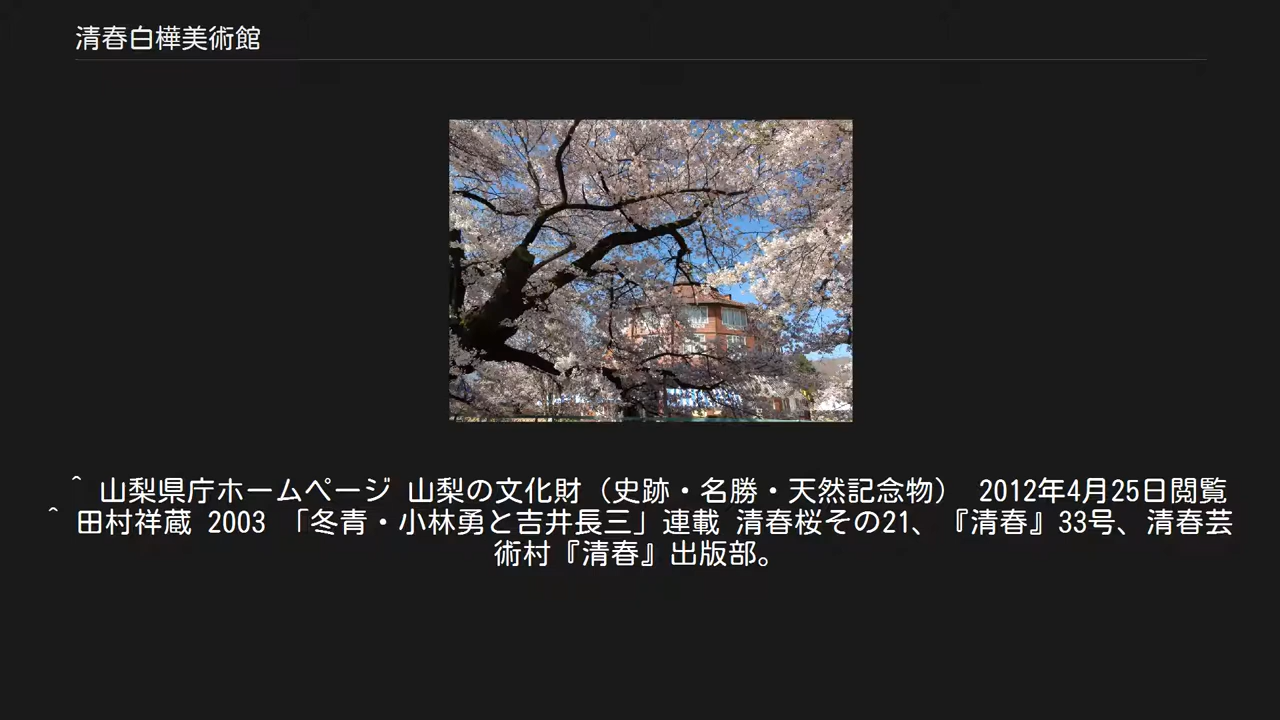 清春白樺美術館
^ 山梨県庁ホームページ 山梨の文化財（史跡・名勝・天然記念物） 2012年4月25日閲覧
^ 田村祥蔵 2003 「冬青・小林勇と吉井長三」連載 清春桜その21、『清春』33号、清春芸
術村『清春』出版部。